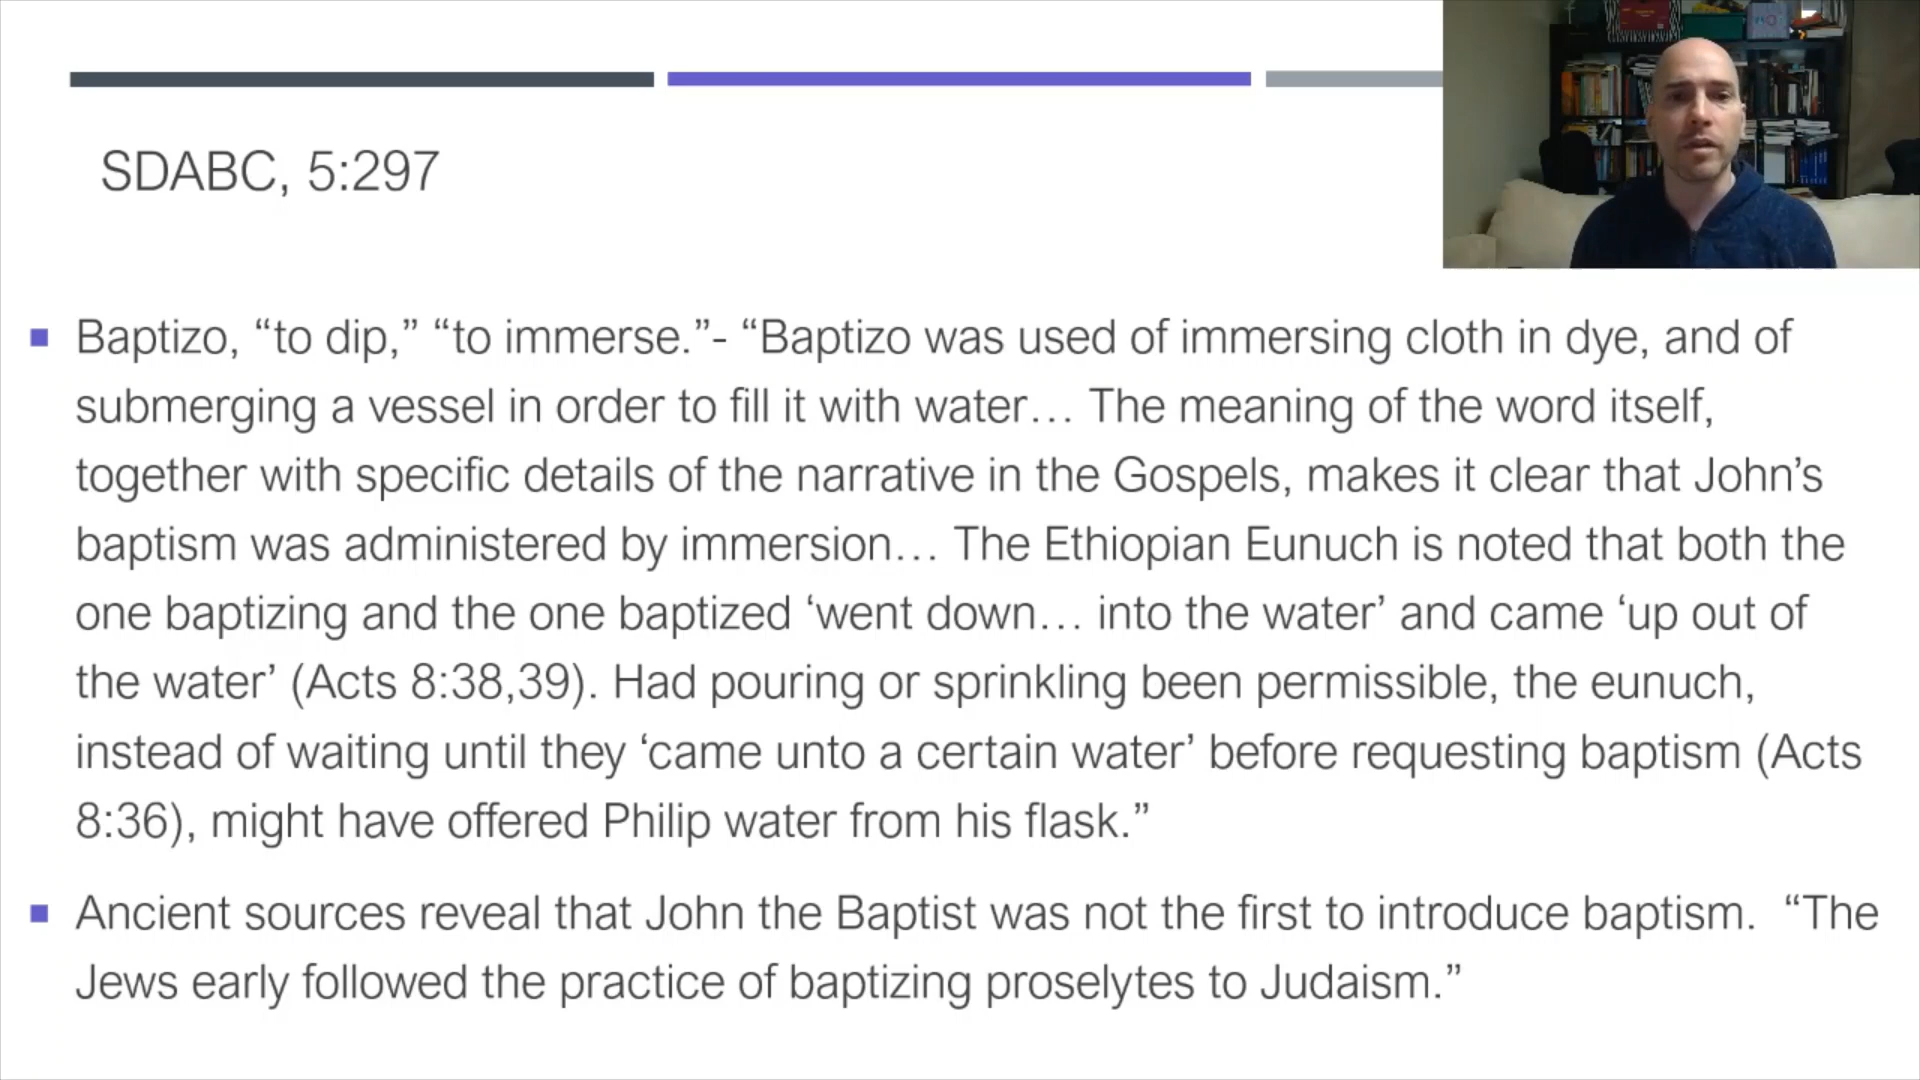 SDABC, 5:297
Baptizo, “to dip,” “to immerse.”- “Baptizo was used of immersing cloth in dye, and of
submerging a vessel in order to fill it with water… The meaning of the word itself,
together with specific details of the narrative in the Gospels, makes it clear that John’s
baptism was administered by immersion… The Ethiopian Eunuch is noted that both the
one baptizing and the one baptized ‘went down… into the water’ and came ‘up out of
the water’ (Acts 8:38,39). Had pouring or sprinkling been permissible, the eunuch,
instead of waiting until they ‘came unto a certain water’ before requesting baptism (Acts
8:36), might have offered Philip water from his flask.”
Ancient sources reveal that John the Baptist was not the first to introduce baptism.  “The
Jews early followed the practice of baptizing proselytes to Judaism.”